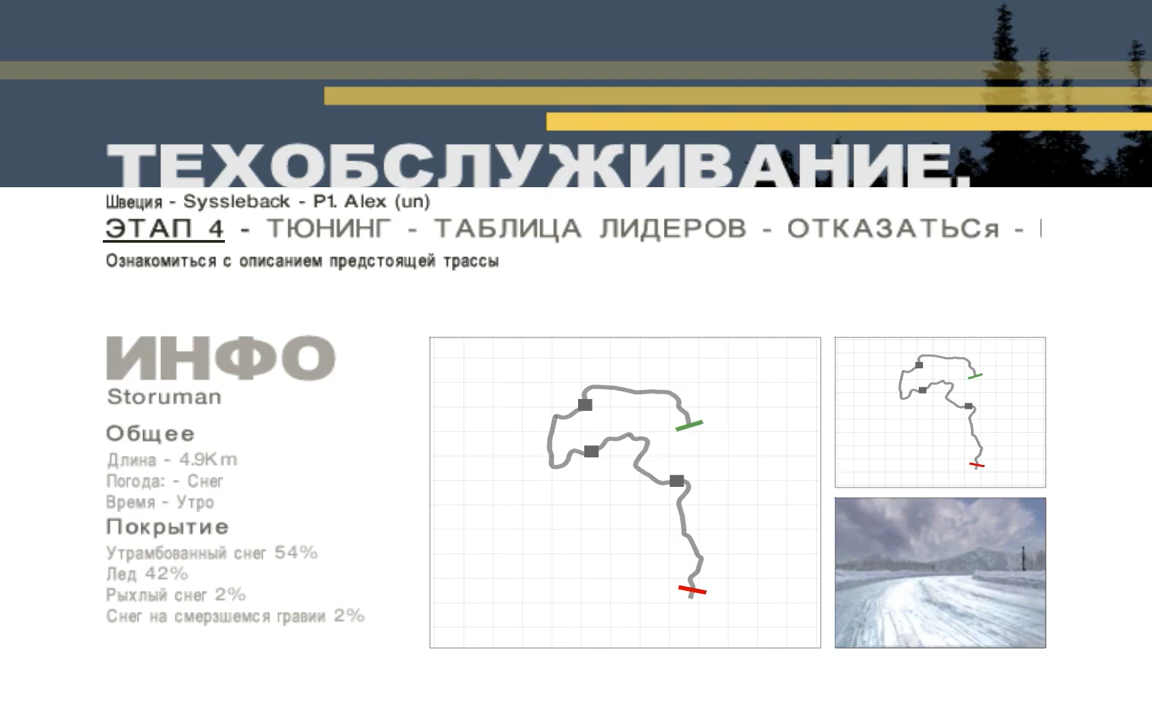 ТЕХОБСЛУЖИВАНИЕ.
Швеция - Syssleback - P1. Alex (un)
ЭТАП 4 - ТЮНИНГ - ТАБЛИЦА ЛИДЕРОВ - ОТКАЗАТЬСя -
Ознакомиться с описанием предстоящей трассы
ИНФО
Storuman
Общее
Длина - 4.9Km
Погода: - Снег
Время - Утро
Покрытие
Утрамбованный снег 54%
Лед 42%
Рыхлый снег 2%
Снег на смерзшемся гравии 2%